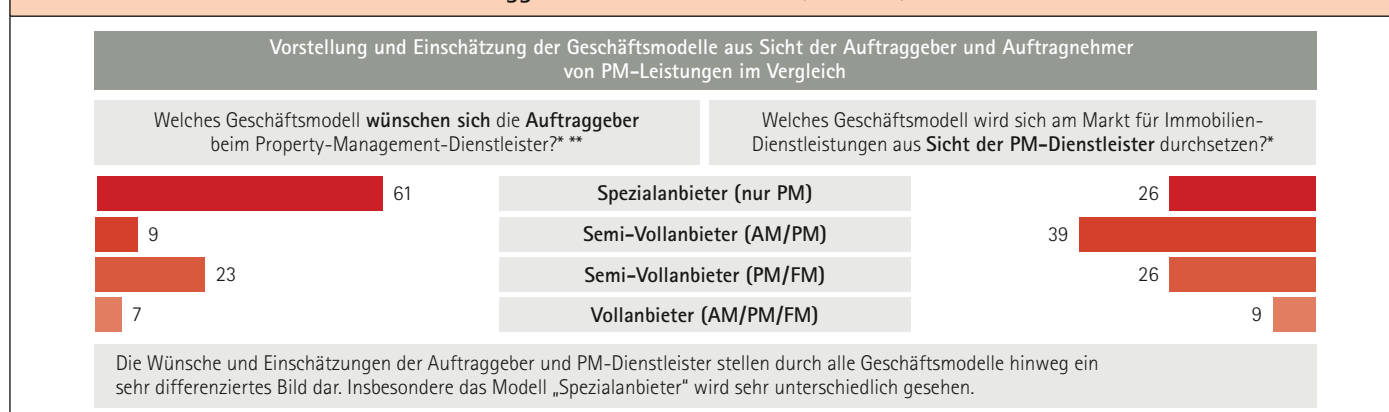 Vorstellung und Einschätzung der Geschäftsmodelle aus Sicht der Auftraggeber und Auftragnehmer
von PM-Leistungen im Vergleich
Welches Geschäftsmodell wünschen sich die Auftraggeber
beim Property-Management-Dienstleister?* **
Welches Geschäftsmodell wird sich am Markt für Immobilien-
Dienstleistungen aus Sicht der PM-Dienstleister durchsetzen?*
61 Spezialanbieter (nur PM) 26
9 Semi-Vollanbieter (AM/PM) 39
23 Semi-Vollanbieter (PM/FM) 26
7 Vollanbieter (AM/PM/FM) 9
Die Wünsche und Einschätzungen der Auftraggeber und PM-Dienstleister stellen durch alle Geschäftsmodelle hinweg ein
sehr differenziertes Bild dar. Insbesondere das Modell „Spezialanbieter" wird sehr unterschiedlich gesehen.